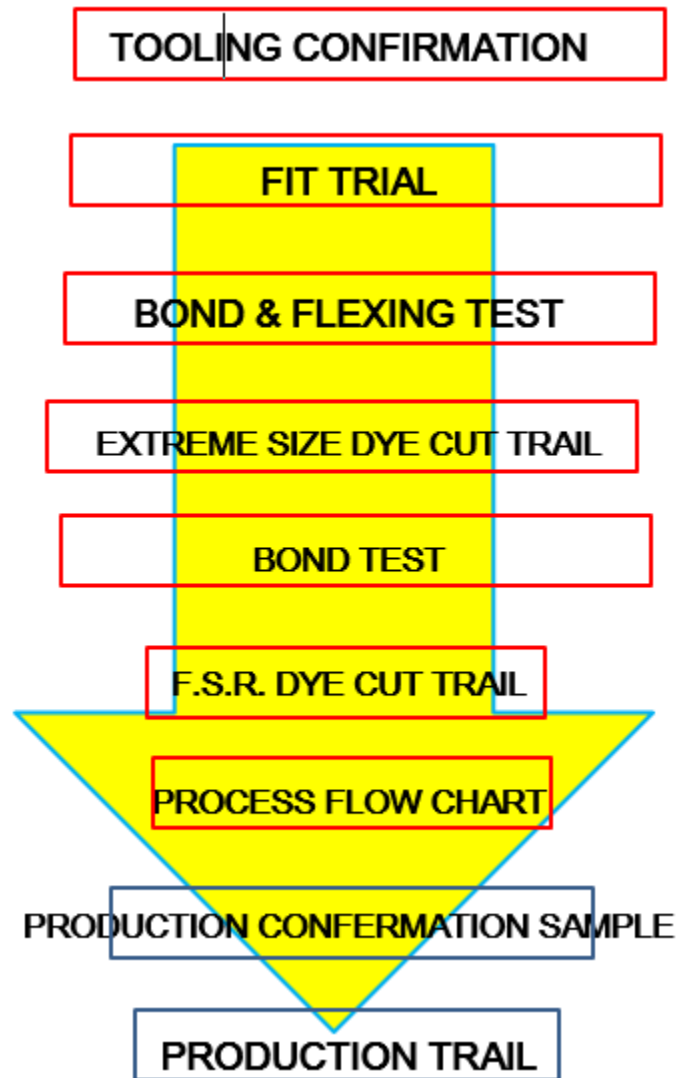 TOOLING CONFIRMATION
FIT TRIAL
BOND & FLEXING TEST
EXTREME SIZE DYE CUT TRAIL
BOND TEST
F.S.R. DYE CUT TRAIL
PROCESS FLOW CHART
PRODUCTION CONFERMATION SAMPLE
PRODUCTION TRAIL